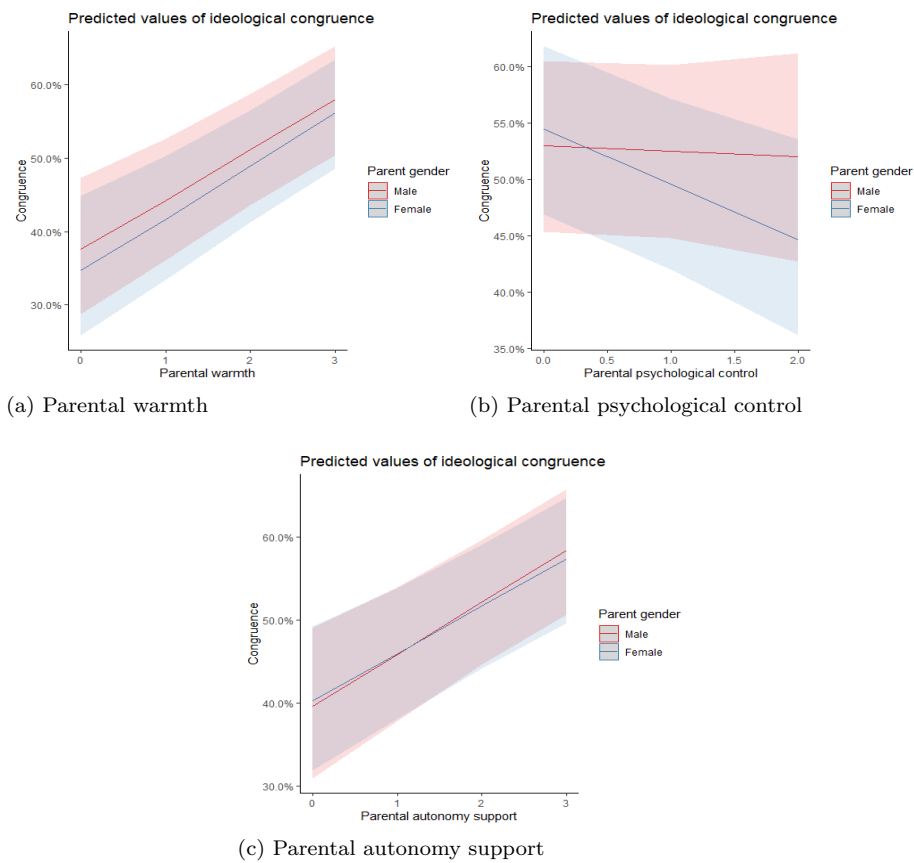 Predicted values of ideological congruence
60.0%
50.0%
40.0%
30.0%
Congruence
0 1 2 3
Parental warmth
Parent gender
Male
Female
(a) Parental warmth
Predicted values of ideological congruence
60.0%
55.0%
50.0%
45.0%
40.0%
35.0%
Congruence
0.0 0.5 1.0 1.5 2.0
Parental psychological control
Parent gender
Male
Female
(b) Parental psychological control
Predicted values of ideological congruence
60.0%
50.0%
40.0%
30.0%
Congruence
0 1 2 3
Parental autonomy support
Parent gender
Male
Female
(c) Parental autonomy support